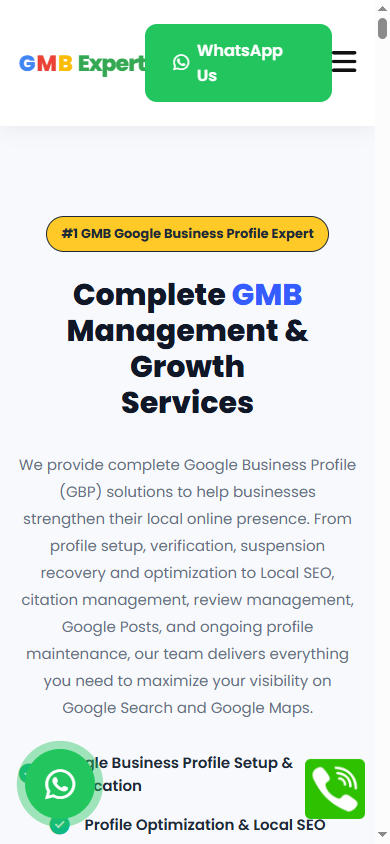 GMB Expert
WhatsApp
Us
#1 GMB Google Business Profile Expert
Complete GMB
Management &
Growth
Services
We provide complete Google Business Profile
(GBP) solutions to help businesses
strengthen their local online presence. From
profile setup, verification, suspension
recovery and optimization to Local SEO,
citation management, review management,
Google Posts, and ongoing profile
maintenance, our team delivers everything
you need to maximize your visibility on
Google Search and Google Maps.
Business Profile Setup &
Profile Optimization & Local SEO